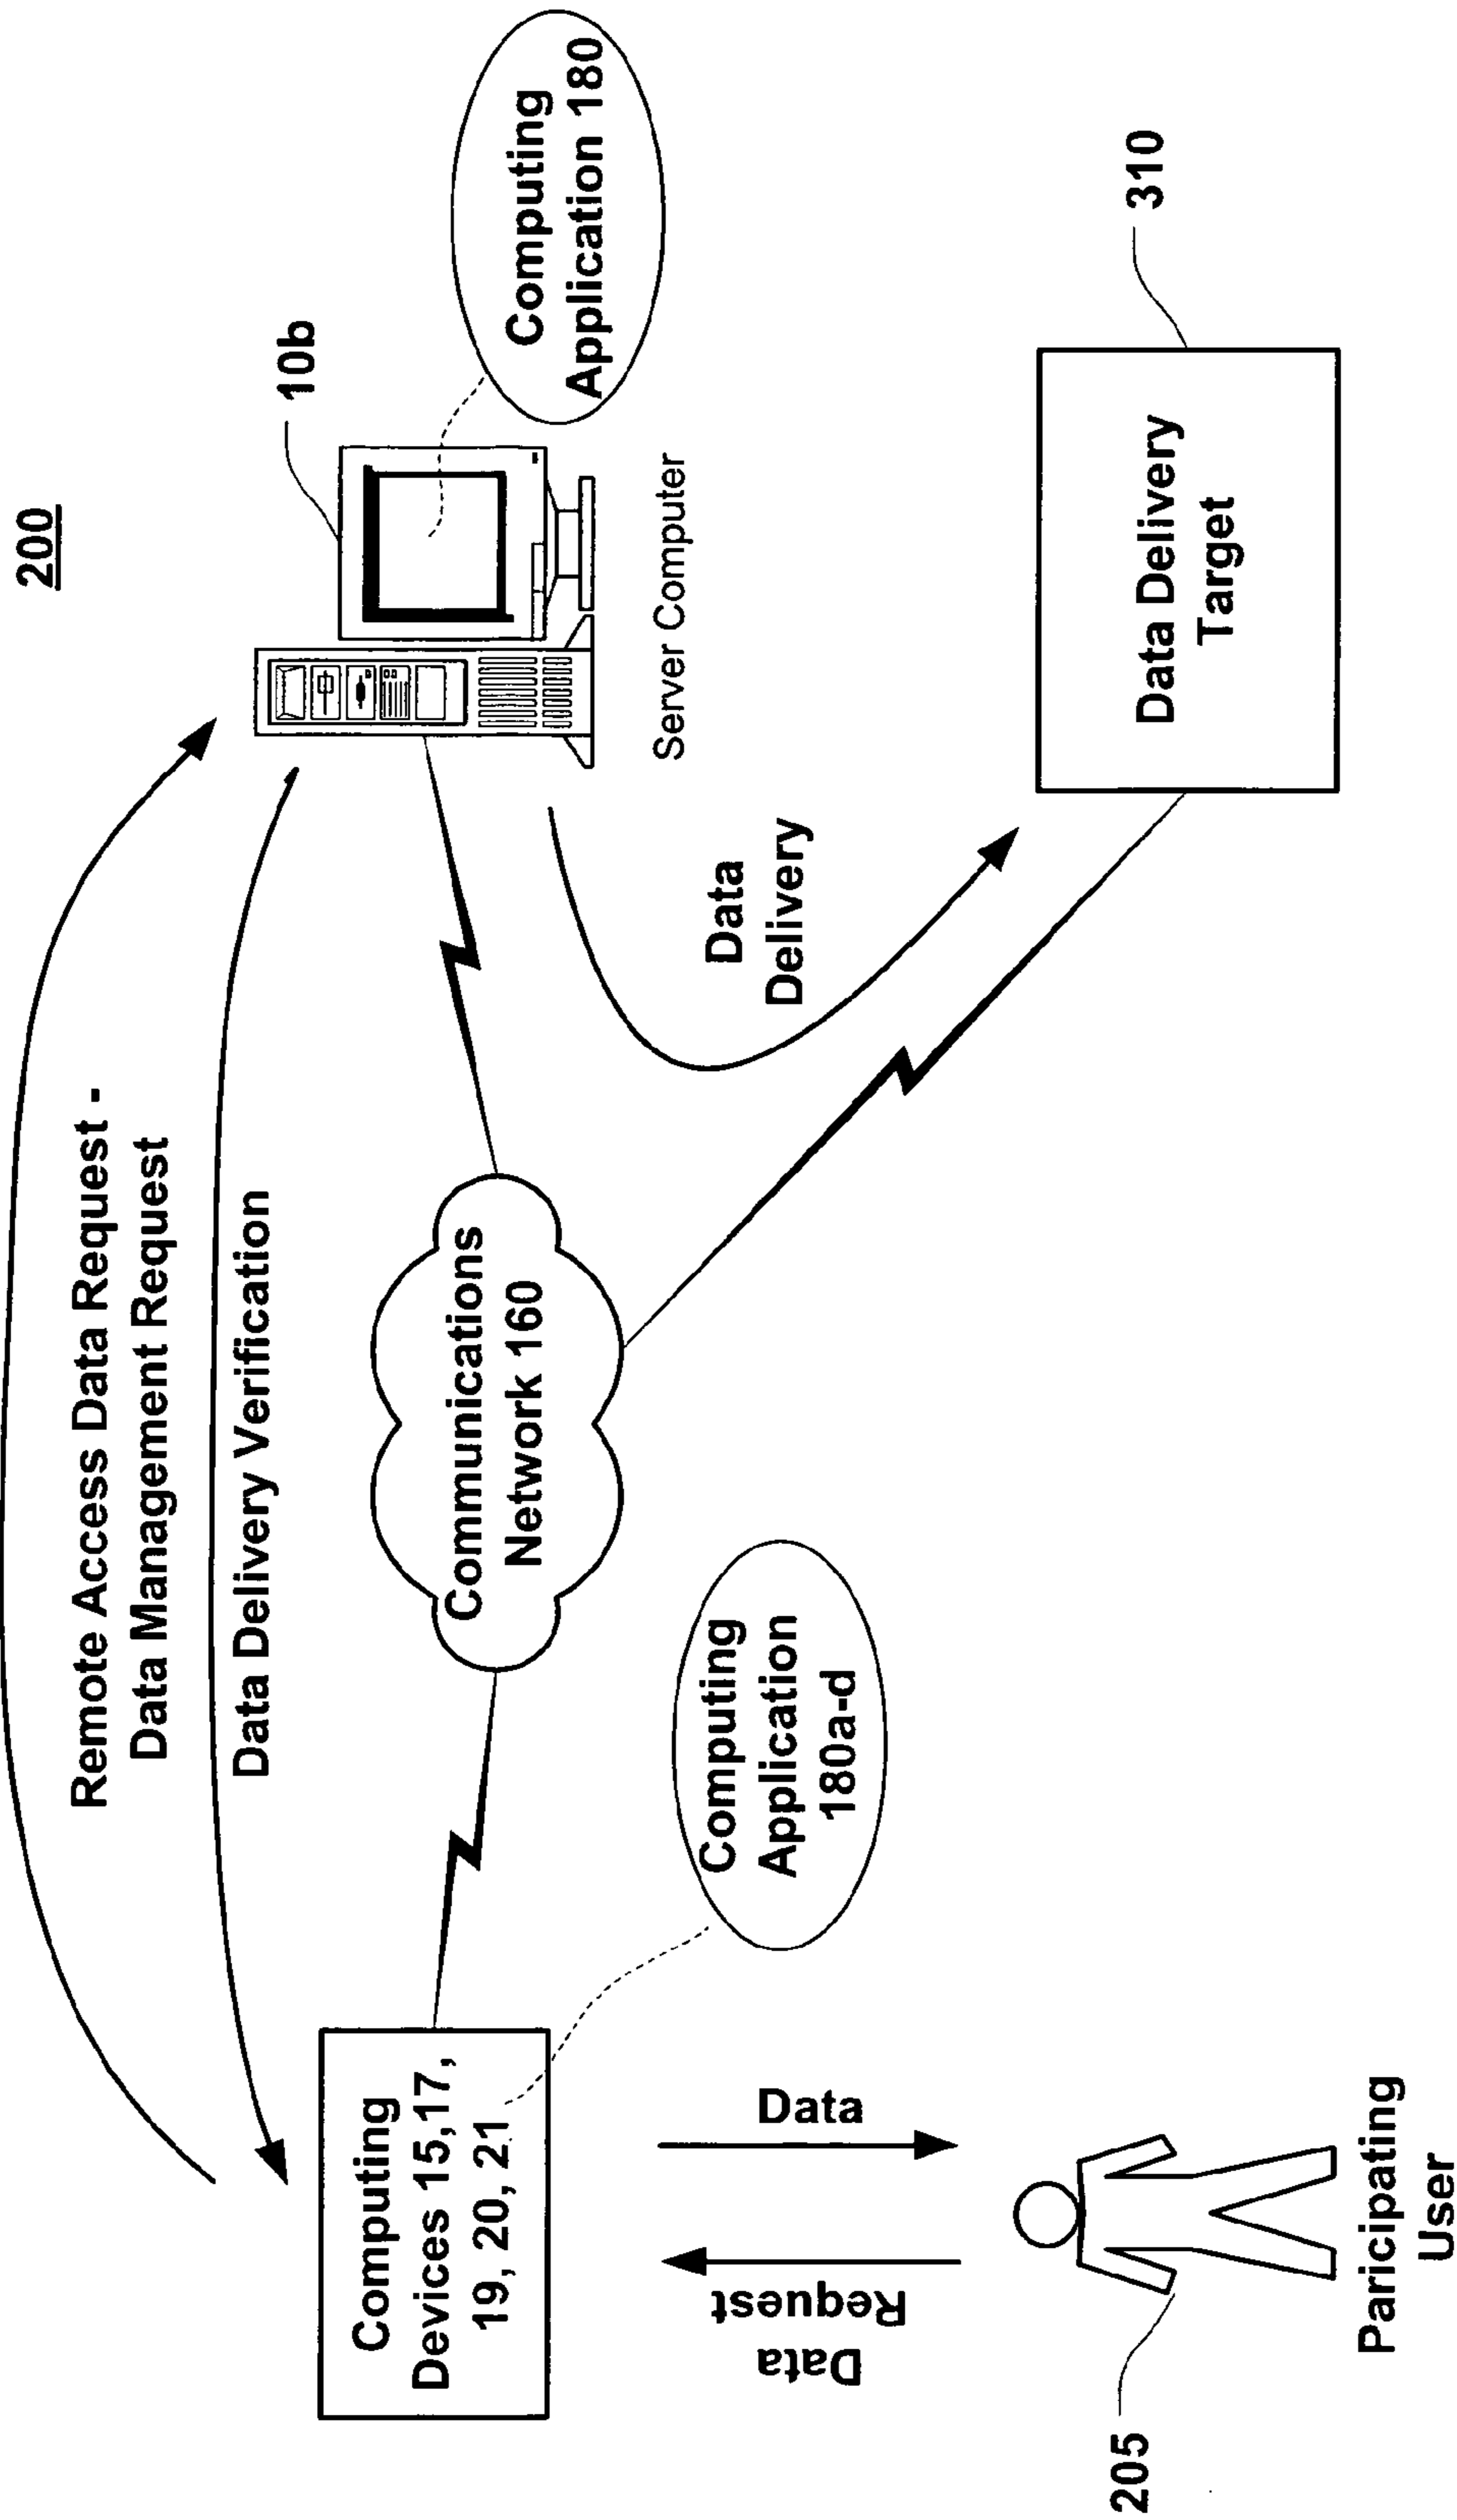 200
Remote Access Data Request -
Data Management Request
Data Delivery Verification
10b
Computing
Application 180
Server Computer
Computing
Devices 15,17,
19, 20, 21
Communications
Network 160
Data
Delivery
Computing
Application
180a-d
Data
Request
Data
Data Delivery
Target
310
205
Paricipating
User